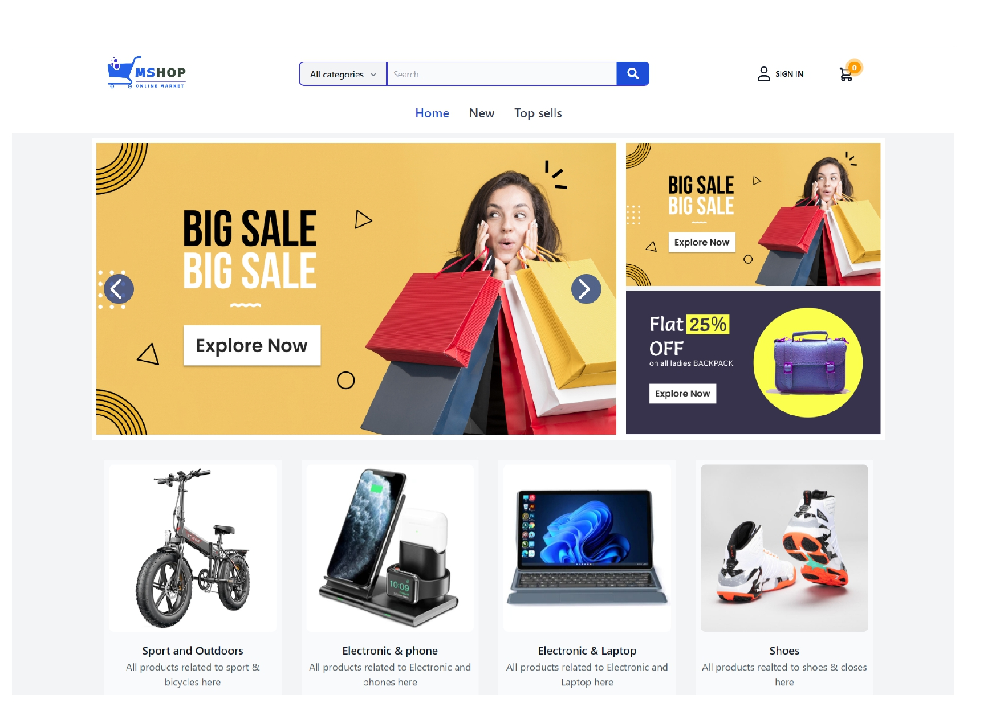 MSHOP
ONLINE MARKET
All categories
Search...
SIGN IN
0
Home New Top sells
BIG SALE
BIG SALE
Explore Now
BIG SALE
BIG SALE
Explore Now
Flat 25%
OFF
on all ladies BACKPACK
Explore Now
10:09
Sport and Outdoors
All products related to sport &
bicycles here
Electronic & phone
All products related to Electronic and
phones here
Electronic & Laptop
All products related to Electronic and
Laptop here
Shoes
All products realted to shoes & closes
here